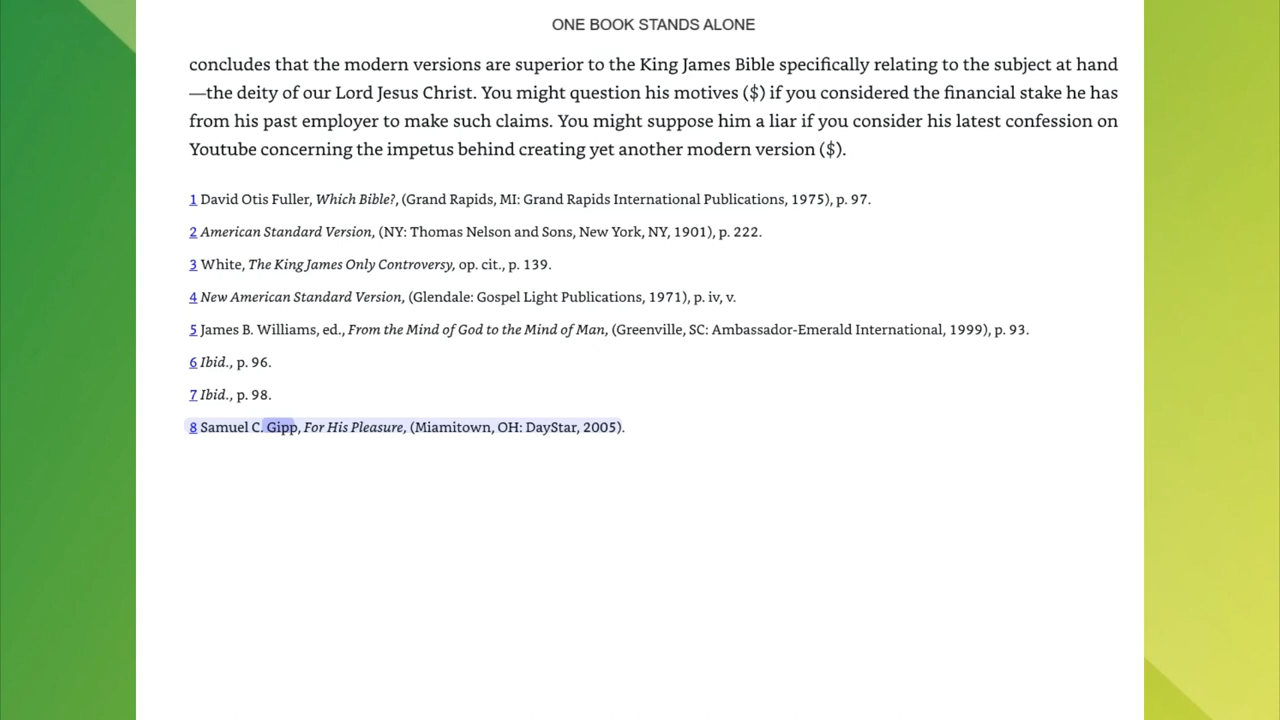 ONE BOOK STANDS ALONE
concludes that the modern versions are superior to the King James Bible specifically relating to the subject at hand
—the deity of our Lord Jesus Christ. You might question his motives ($) if you considered the financial stake he has
from his past employer to make such claims. You might suppose him a liar if you consider his latest confession on
Youtube concerning the impetus behind creating yet another modern version ($).
1 David Otis Fuller, Which Bible?, (Grand Rapids, MI: Grand Rapids International Publications, 1975), p. 97.
2 American Standard Version, (NY: Thomas Nelson and Sons, New York, NY, 1901), p. 222.
3 White, The King James Only Controversy, op. cit., p. 139.
4 New American Standard Version, (Glendale: Gospel Light Publications, 1971), p. iv, v.
5 James B. Williams, ed., From the Mind of God to the Mind of Man, (Greenville, SC: Ambassador-Emerald International, 1999), p. 93.
6 Ibid., p. 96.
7 Ibid., p. 98.
8 Samuel C. Gipp, For His Pleasure, (Miamitown, OH: DayStar, 2005).